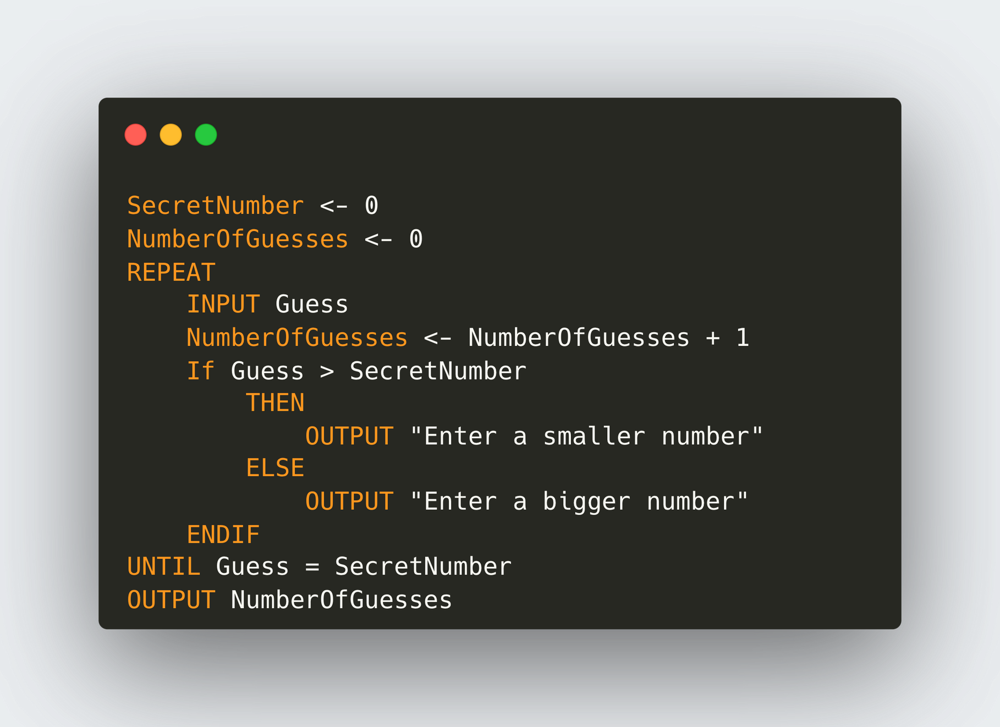 SecretNumber <- 0
NumberOfGuesses <- 0
REPEAT
    INPUT Guess
    NumberOfGuesses <- NumberOfGuesses + 1
    If Guess > SecretNumber
        THEN
            OUTPUT "Enter a smaller number"
        ELSE
            OUTPUT "Enter a bigger number"
    ENDIF
UNTIL Guess = SecretNumber
OUTPUT NumberOfGuesses